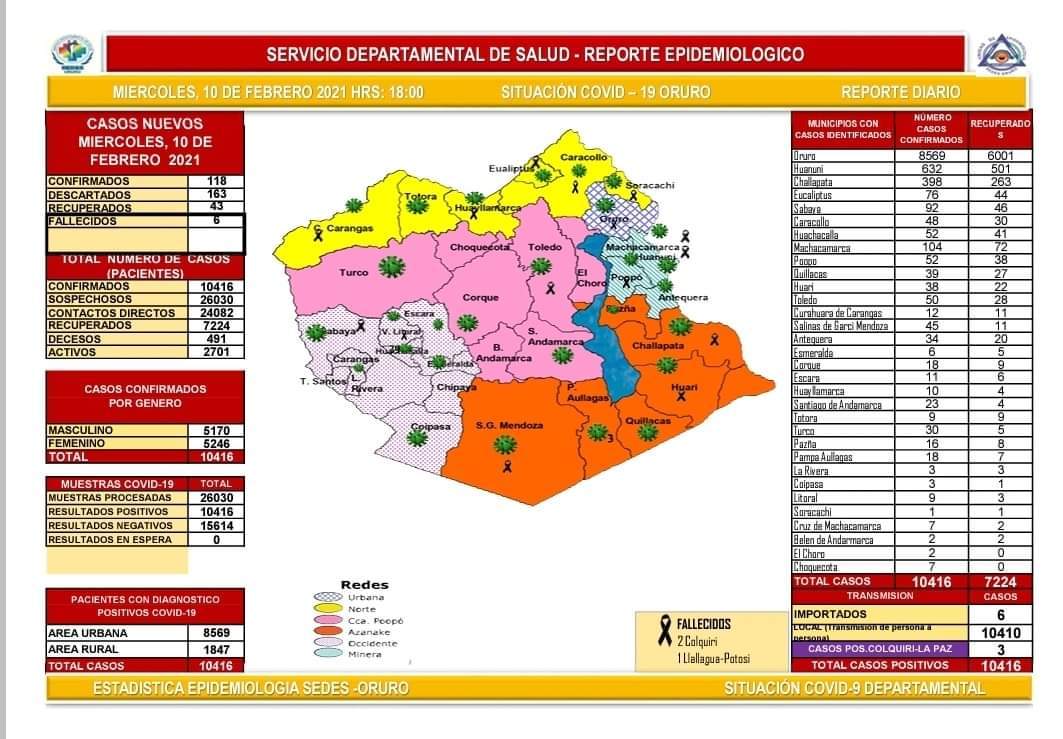 SERVICIO DEPARTAMENTAL DE SALUD - REPORTE EPIDEMIOLOGICO
MIERCOLES, 10 DE FEBRERO 2021 HRS: 18:00 SITUACIÓN COVID – 19 ORURO REPORTE DIARIO
CASOS NUEVOS
MIERCOLES, 10 DE
FEBRERO 2021
CONFIRMADOS 118
DESCARTADOS 163
RECUPERADOS 43
FALLECIDOS 6
TOTAL NUMERO DE CASOS
(PACIENTES)
CONFIRMADOS 10416
SOSPECHOSOS 26030
CONTACTOS DIRECTOS 24082
RECUPERADOS 7224
DECESOS 491
ACTIVOS 2701
CASOS CONFIRMADOS
POR GENERO
MASCULINO 5170
FEMENINO 5246
TOTAL 10416
MUESTRAS COVID-19 TOTAL
MUESTRAS PROCESADAS 26030
RESULTADOS POSITIVOS 10416
RESULTADOS NEGATIVOS 15614
RESULTADOS EN ESPERA 0
PACIENTES CON DIAGNOSTICO
POSITIVOS COVID-19
AREA URBANA 8569
AREA RURAL 1847
TOTAL CASOS 10416
Caracollo
Eualiptus
Soracachi
Totora
Huayllamarca
Oruro
C. Carangas
Choquecota
Toledo
Machacamarca
Huanuni
Turco
El
Choro
Poopó
Corque
Antequera
Escara
Pazña
Sabaya
V. Litoral
S.
Andamarca
Challapata
Huachacalla
B.
Andamarca
Carangas
Esmeralda
T. Santos
L.
Rivera
Chipaya
P.
Aullagas
Huari
Coipasa
S.G. Mendoza
Quillacas
3
Redes
Urbana
Norte
Cca. Poopó
Azanake
Occidente
Minera
FALLECIDOS
2 Colquiri
1 Llallagua-Potosi
MUNICIPIOS CON
CASOS IDENTIFICADOS
NÚMERO
CASOS
CONFIRMADOS
RECUPERADO
S
Oruro 8569 6001
Huanuni 632 501
Challapata 398 263
Eucaliptus 76 44
Sabaya 92 46
Caracollo 48 30
Huachacalla 52 41
Machacamarca 104 72
Poopo 52 38
Quillacas 39 27
Huari 38 22
Toledo 50 28
Curahuara de Carangas 12 11
Salinas de Garci Mendoza 45 11
Antequera 34 20
Esmeralda 6 5
Corque 18 9
Escara 11 6
Huayllamarca 10 4
Santiago de Andamarca 23 4
Totora 9 9
Turco 30 5
Pazña 16 8
Pampa Aullagas 18 7
La Rivera 3 3
Coipasa 3 1
Litoral 9 3
Soracachi 1 1
Cruz de Machacamarca 7 2
Belen de Andarmarca 2 2
El Choro 2 0
Choquecota 7 0
TOTAL CASOS 10416 7224
TRANSMISION CASOS
IMPORTADOS 6
LOCAL (Transmision de persona a
persona) 10410
CASOS POS.COLQUIRI-LA PAZ 3
TOTAL CASOS POSITIVOS 10416
ESTADISTICA EPIDEMIOLOGIA SEDES -ORURO SITUACIÓN COVID-9 DEPARTAMENTAL